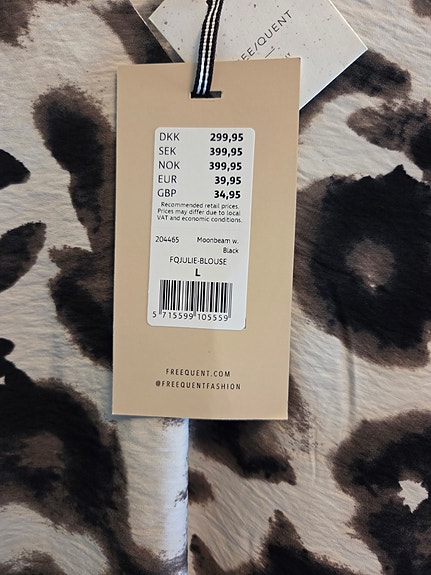 EE/QUENT
DKK 299,95
SEK 399,95
NOK 399,95
EUR 39,95
GBP 34,95
Recommended retail prices.
Prices may differ due to local
VAT and economic conditions.
204465 Moonbeam w.
Black
FQJULIE-BLOUSE
L
5 715599 105559
FREEQUENT.COM
@FREEQUENTFASHION